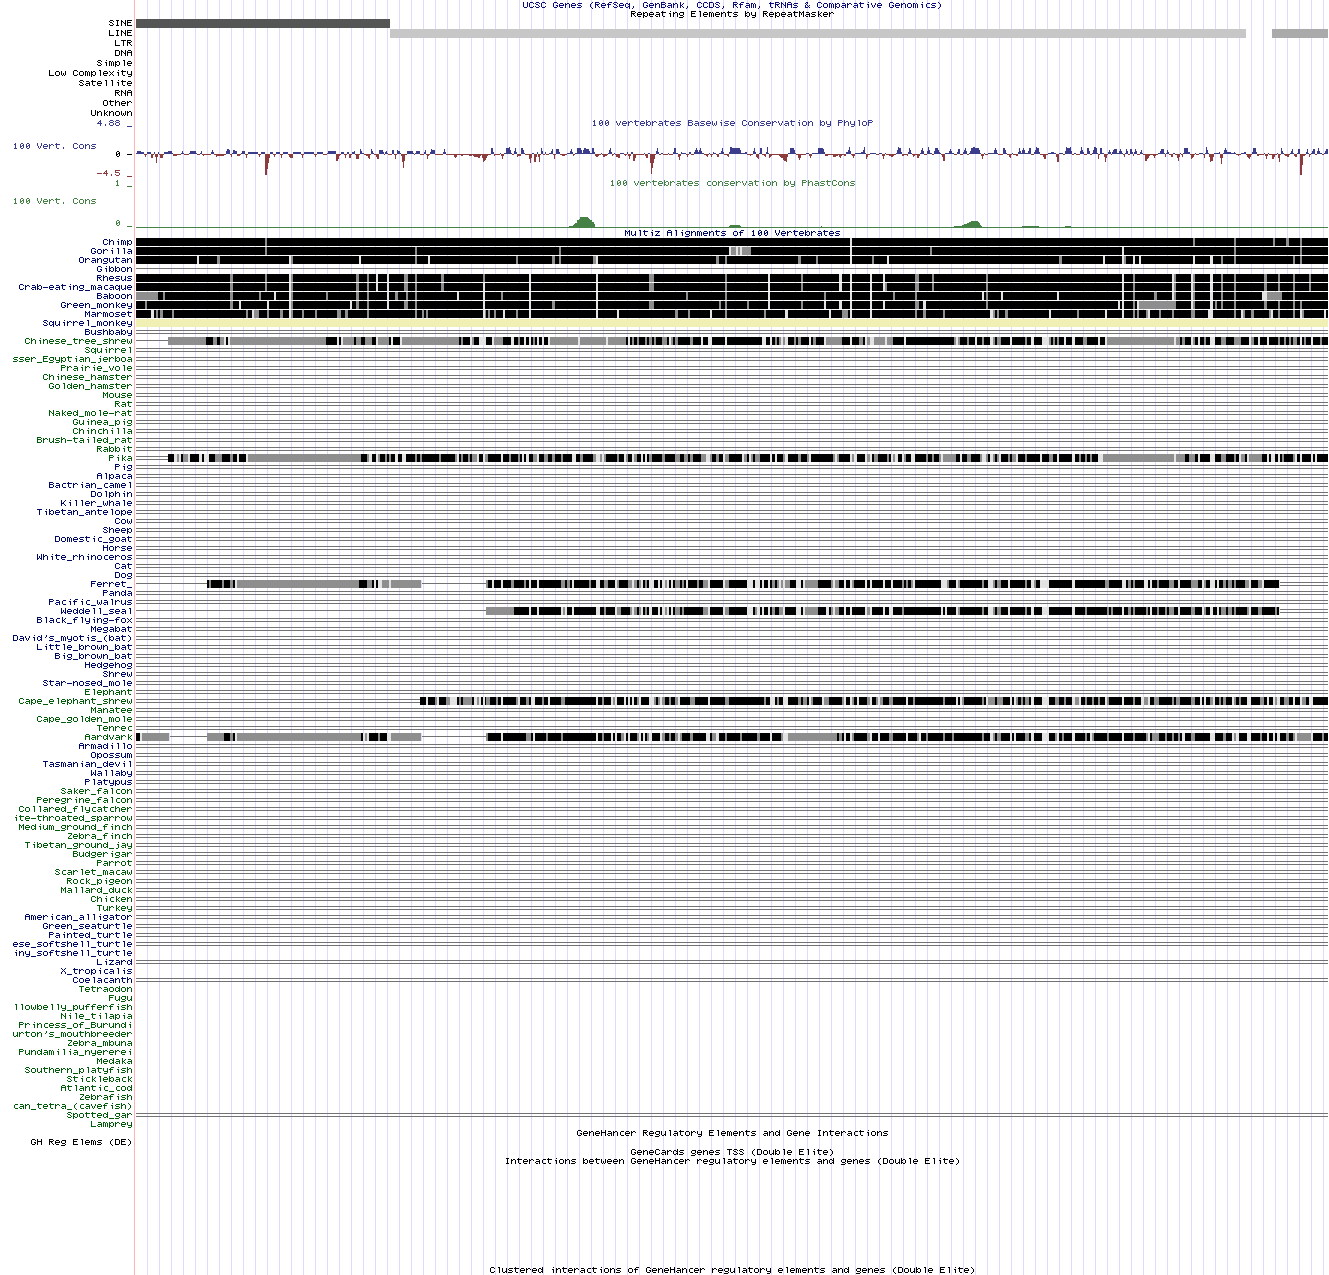 UCSC Genes (RefSeq, GenBank, CCDS, Rfam, tRNAs & Comparative Genomics)
Repeating Elements by RepeatMasker
SINE
LINE
LTR
DNA
Simple
Low Complexity
Satellite
RNA
Other
Unknown
4.88 _
100 vertebrates Basewise Conservation by PhyloP
100 Vert. Cons
0 _
-4.5 _
1 _
100 vertebrates conservation by PhastCons
100 Vert. Cons
0 _
Multiz Alignments of 100 Vertebrates
Chimp
Gorilla
Orangutan
Gibbon
Rhesus
Crab-eating_macaque
Baboon
Green_monkey
Marmoset
Squirrel_monkey
Bushbaby
Chinese_tree_shrew
Squirrel
sser_Egyptian_jerboa
Prairie_vole
Chinese_hamster
Golden_hamster
Mouse
Rat
Naked_mole-rat
Guinea_pig
Chinchilla
Brush-tailed_rat
Rabbit
Pika
Pig
Alpaca
Bactrian_camel
Dolphin
Killer_whale
Tibetan_antelope
Cow
Sheep
Domestic_goat
Horse
White_rhinoceros
Cat
Dog
Ferret_
Panda
Pacific_walrus
Weddell_seal
Black_flying-fox
Megabat
David's_myotis_(bat)
Little_brown_bat
Big_brown_bat
Hedgehog
Shrew
Star-nosed_mole
Elephant
Cape_elephant_shrew
Manatee
Cape_golden_mole
Tenrec
Aardvark
Armadillo
Opossum
Tasmanian_devil
Wallaby
Platypus
Saker_falcon
Peregrine_falcon
Collared_flycatcher
ite-throated_sparrow
Medium_ground_finch
Zebra_finch
Tibetan_ground_jay
Budgerigar
Parrot
Scarlet_macaw
Rock_pigeon
Mallard_duck
Chicken
Turkey
American_alligator
Green_seaturtle
Painted_turtle
ese_softshell_turtle
iny_softshell_turtle
Lizard
X_tropicalis
Coelacanth
Tetraodon
Fugu
llowbelly_pufferfish
Nile_tilapia
Princess_of_Burundi
urton's_mouthbreeder
Zebra_mbuna
Pundamilia_nyererei
Medaka
Southern_platyfish
Stickleback
Atlantic_cod
Zebrafish
can_tetra_(cavefish)
Spotted_gar
Lamprey
GeneHancer Regulatory Elements and Gene Interactions
GH Reg Elems (DE)
GeneCards genes TSS (Double Elite)
Interactions between GeneHancer regulatory elements and genes (Double Elite)
Clustered interactions of GeneHancer regulatory elements and genes (Double Elite)